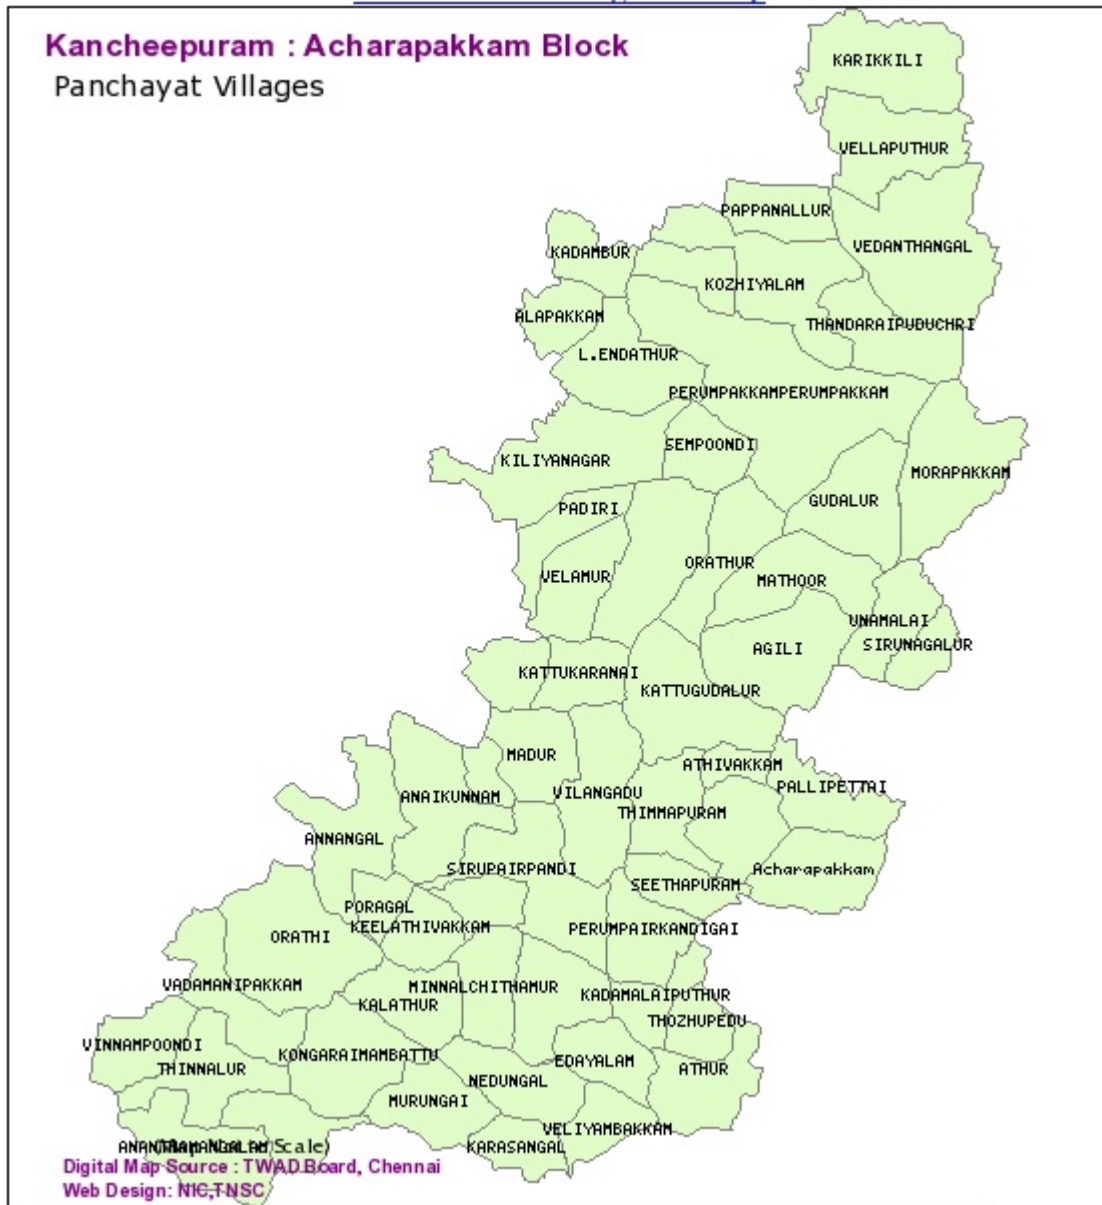 Kancheepuram : Acharapakkam Block
Panchayat Villages
KARIKKILI
VELLAPUTHUR
PAPPANALLUR
VEDANTHANGAL
KADAMBUR
KOZHIYALAM
ALAPAKKAM
THANDARAIPUDUCHRI
L.ENDATHUR
PERUMPAKKAMPERUMPAKKAM
SEMPOONDI
KILIYANAGAR
MORAPAKKAM
GUDALUR
PADIRI
ORATHUR
VELAMUR
MATHOOR
UNAMALAI
SIRUNAGALUR
AGILI
KATTUKARANAI
KATTUGUDALUR
MADUR
ATHIVAKKAM
PALLIPETTAI
ANAIKUNNAM
VILANGADU
THIMMAPURAM
ANNANGAL
SIRUPAIRPANDI
Acharapakkam
SEETHAPURAM
PORAGAL
KEELATHIVAKKAM
PERUMPAIRKANDIGAI
ORATHI
VADAMANIPAKKAM
MINNALCHITHAMUR
KADAMALAIPUTHUR
KALATHUR
THOZHUPEDU
VINNAMPOONDI
KONGARAIMAMBATTU
EDAYALAM
THINNALUR
ATHUR
NEDUNGAL
MURUNGAI
VELIYAMBAKKAM
KARASANGAL
Scale)
Digital Map Source : TWAD.Board, Chennai
Web Design: NIC,TNSC